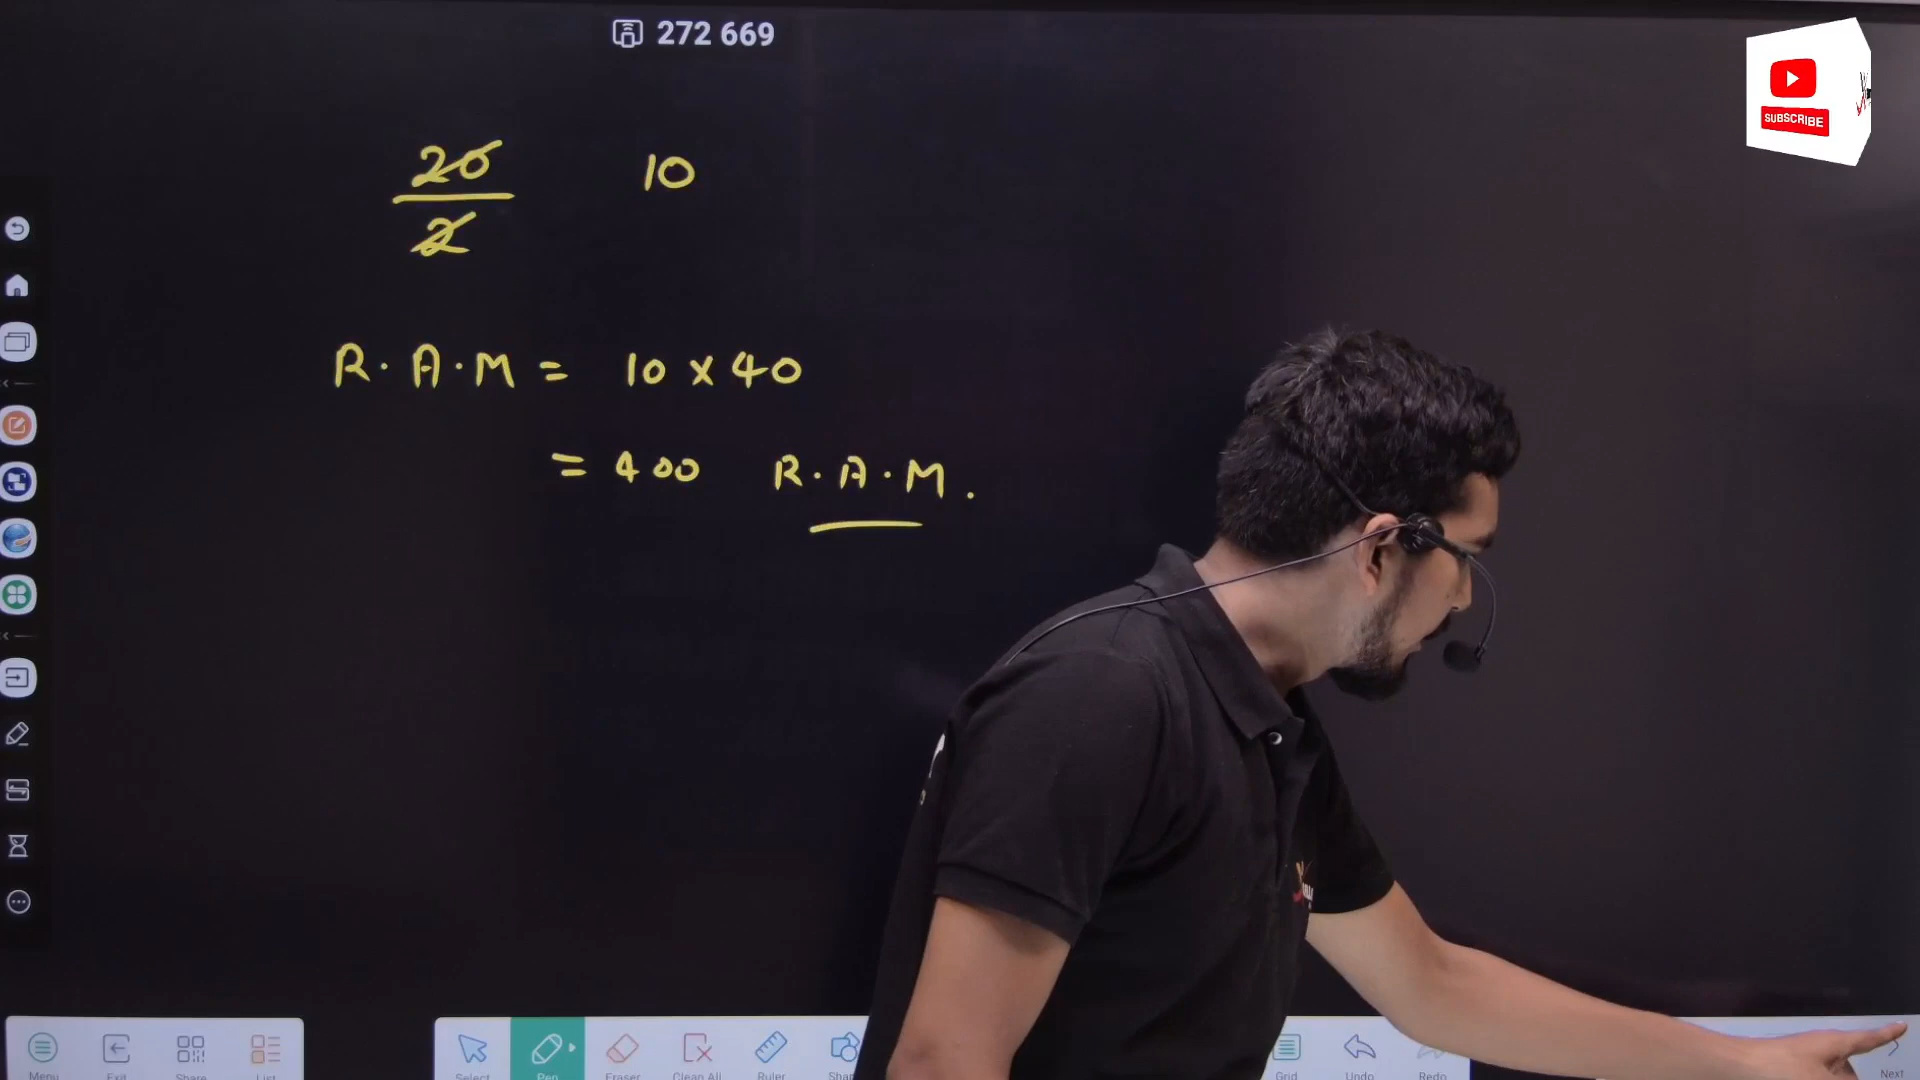 272 669
SUBSCRIBE
20 10
2
R.A.M = 10 x 40
= 400 R.A.M.
Menu Exit Share List Select Pen Eraser Clean All Ruler Grid Undo Redo Next